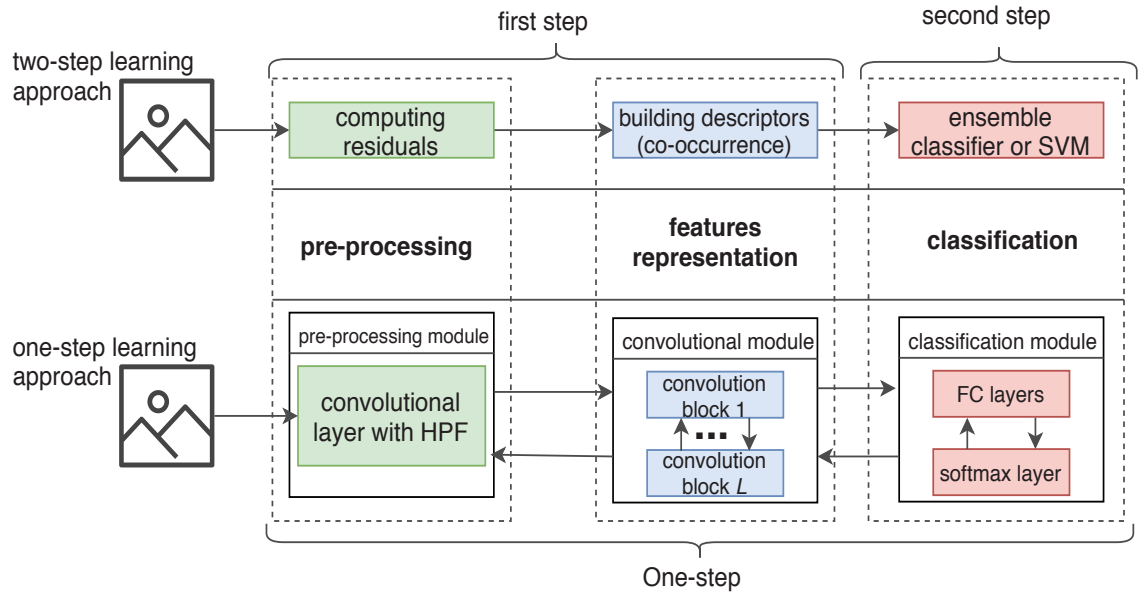 first step
second step
two-step learning
approach
computing
residuals
building descriptors
(co-occurrence)
ensemble
classifier or SVM
pre-processing
features
representation
classification
one-step learning
approach
pre-processing module
convolutional
layer with HPF
convolutional module
convolution
block 1
...
convolution
block L
classification module
FC layers
softmax layer
One-step